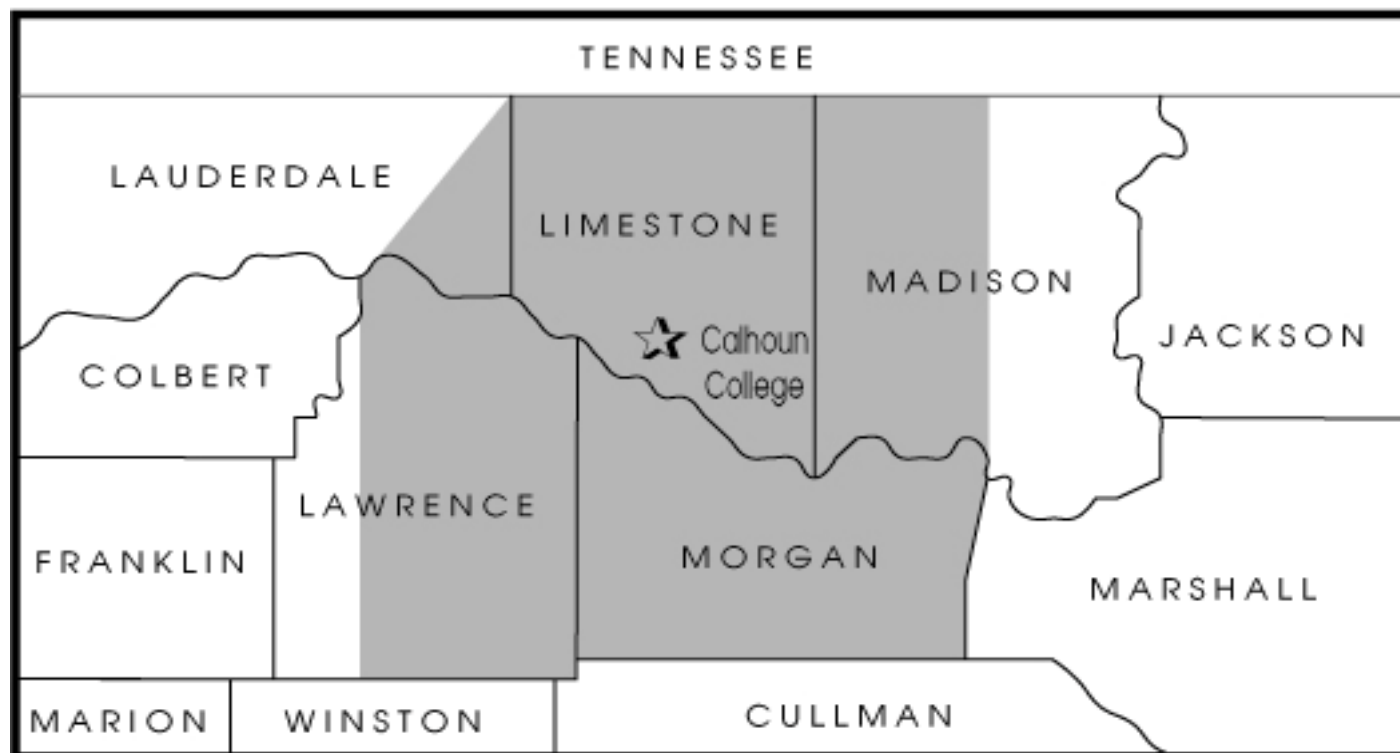 TENNESSEE
LAUDERDALE
LIMESTONE
MADISON
JACKSON
Calhoun
College
COLBERT
LAWRENCE
FRANKLIN
MORGAN
MARSHALL
MARION
WINSTON
CULLMAN